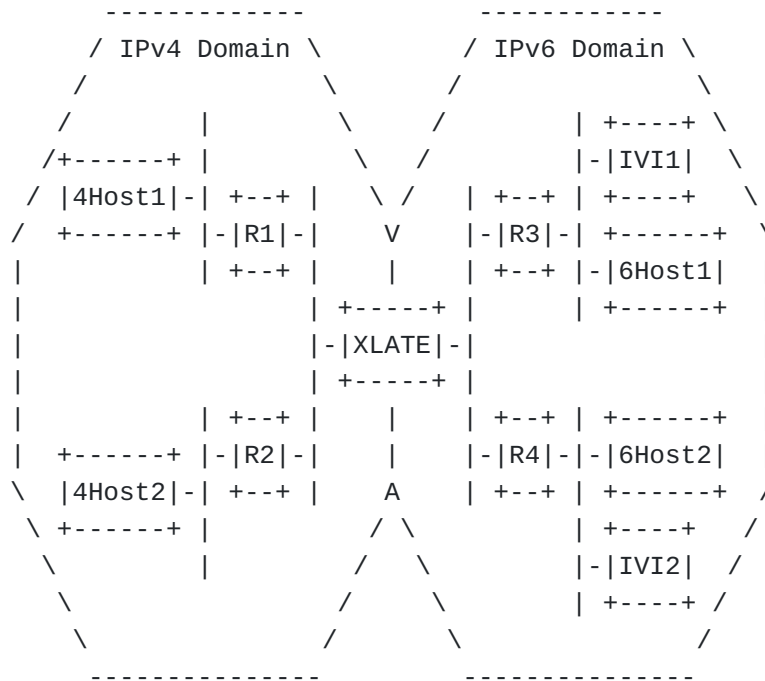 IPv4 Domain IPv6 Domain
IVI1
4Host1
R1 V R3
6Host1
XLATE
R2 R4 6Host2
4Host2 A
IVI2